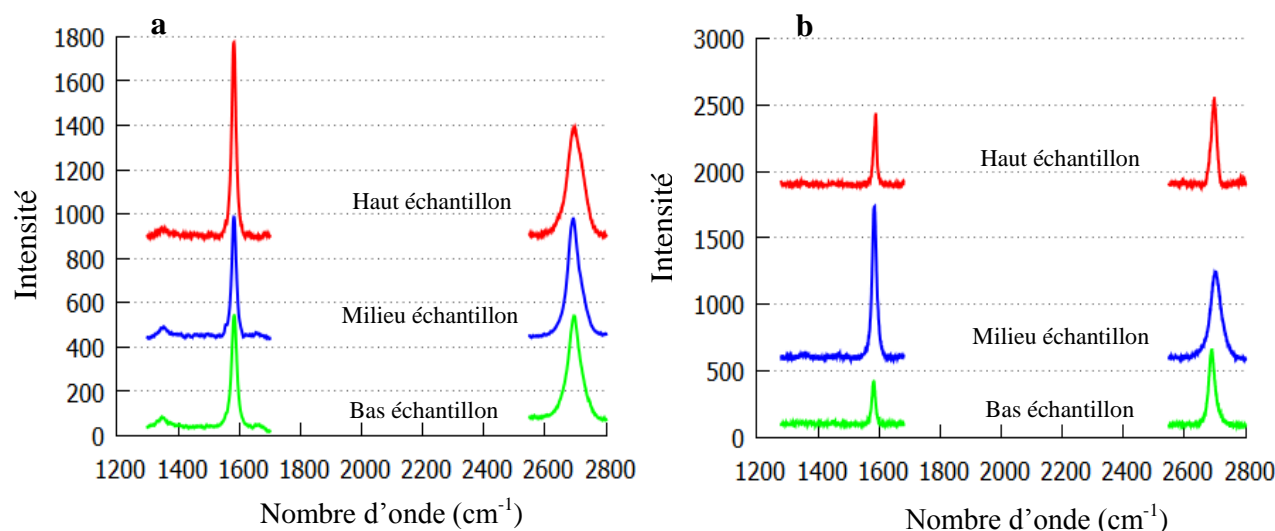 a
1800
1600
1400
1200
1000
800
600
400
200
0
Intensité
Haut échantillon
Milieu échantillon
Bas échantillon
1200 1400 1600 1800 2000 2200 2400 2600 2800
Nombre d'onde (cm-1)
b
3000
2500
2000
1500
1000
500
0
Intensité
Haut échantillon
Milieu échantillon
Bas échantillon
1200 1400 1600 1800 2000 2200 2400 2600 2800
Nombre d'onde (cm-1)